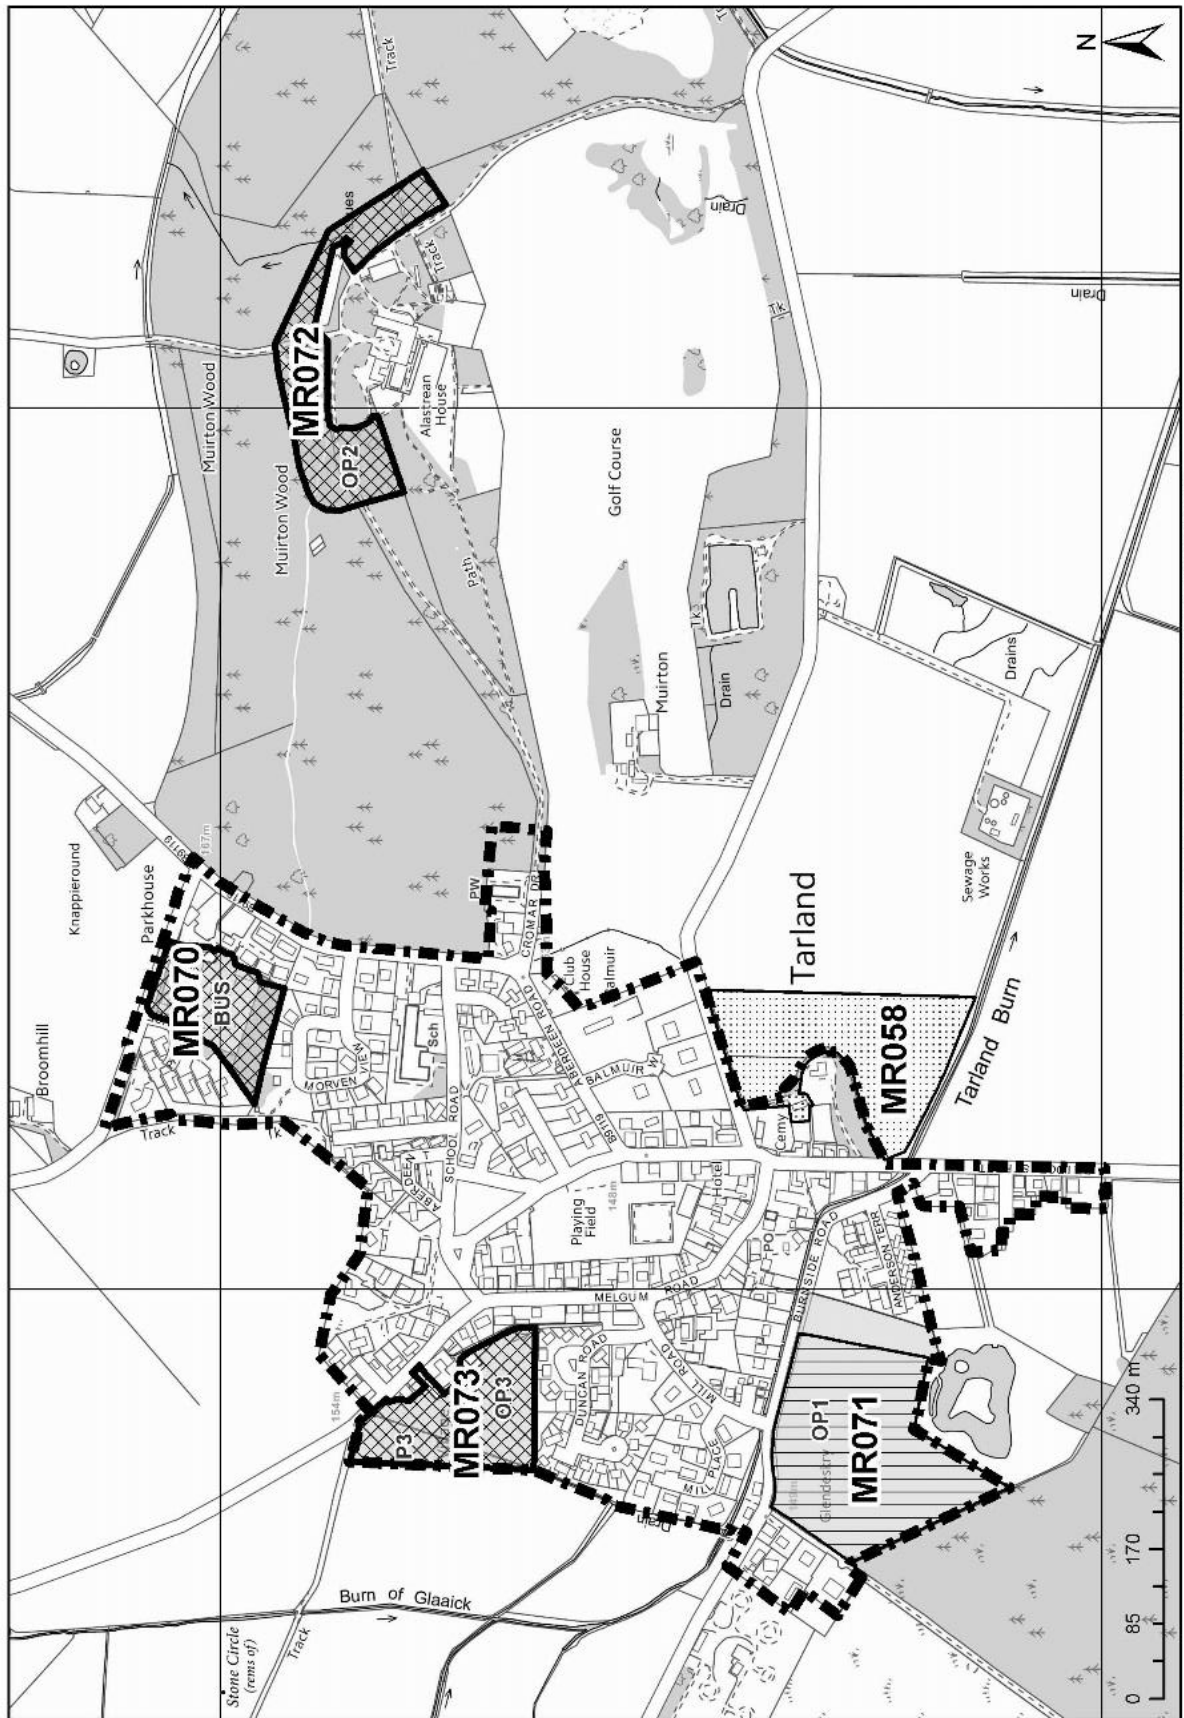 Stone Circle
(rems of)
Track
Burn of Glaaick
Drain
Broomhill
Track
Tk
Knappieround
Parkhouse
B9119
167m
MR070
BUS
MORVEN VIEW
Sch
SCHOOL ROAD
ABERDEEN
ABERDEEN ROAD
PW
CROMAR DR
Club
House
BALMUIR W
B9119
154m
P3
MR073
OP3
DUNCAN ROAD
MELGUM ROAD
MILL ROAD
MILL PLACE
Playing
Field
148m
Hotel
PO
BURNSIDE ROAD
ANDERSON TERR
Cemy
OP1
MR071
Tarland
MR058
Tarland Burn
Sewage
Works
Drains
Muirton Wood
Muirton Wood
Path
MR072
OP2
Alastrean
House
Track
Track
Golf Course
Muirton
Tk
Drain
Tk
Drain
Drain
N
0 85 170 340 m